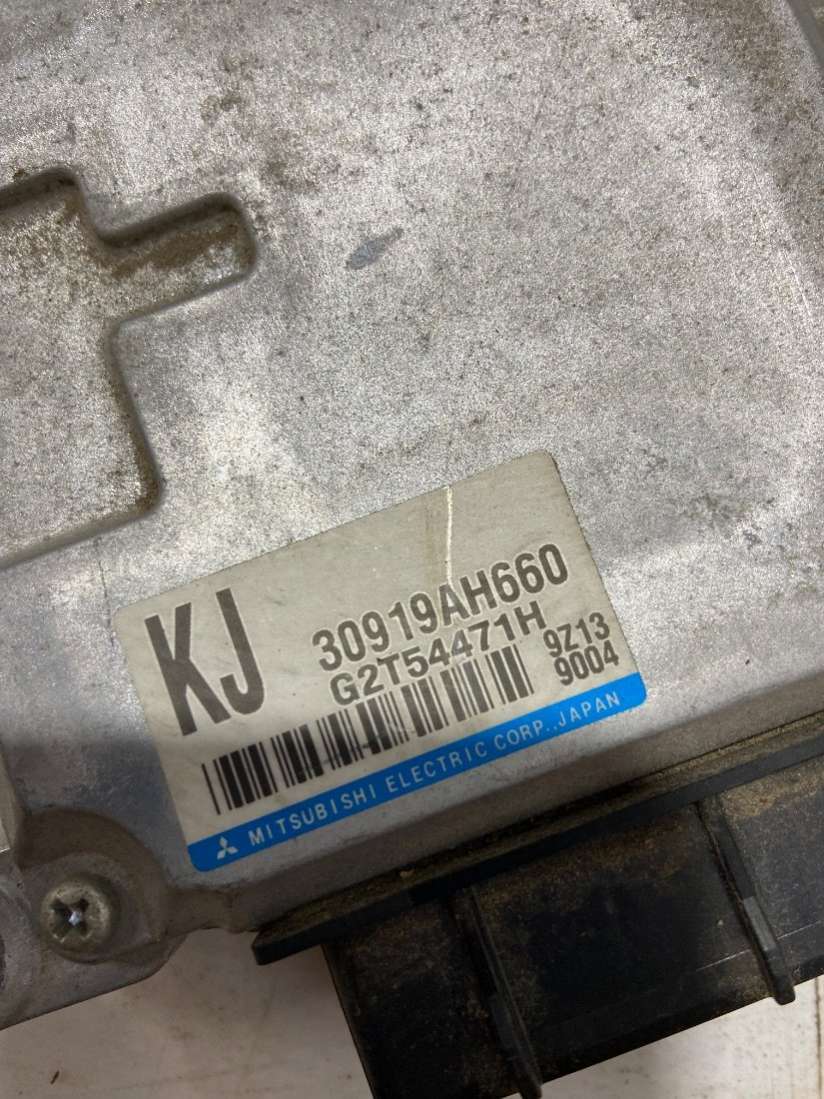 KJ
30919AH660
G2T54471H
9Z13
9004
MITSUBISHI ELECTRIC CORP., JAPAN